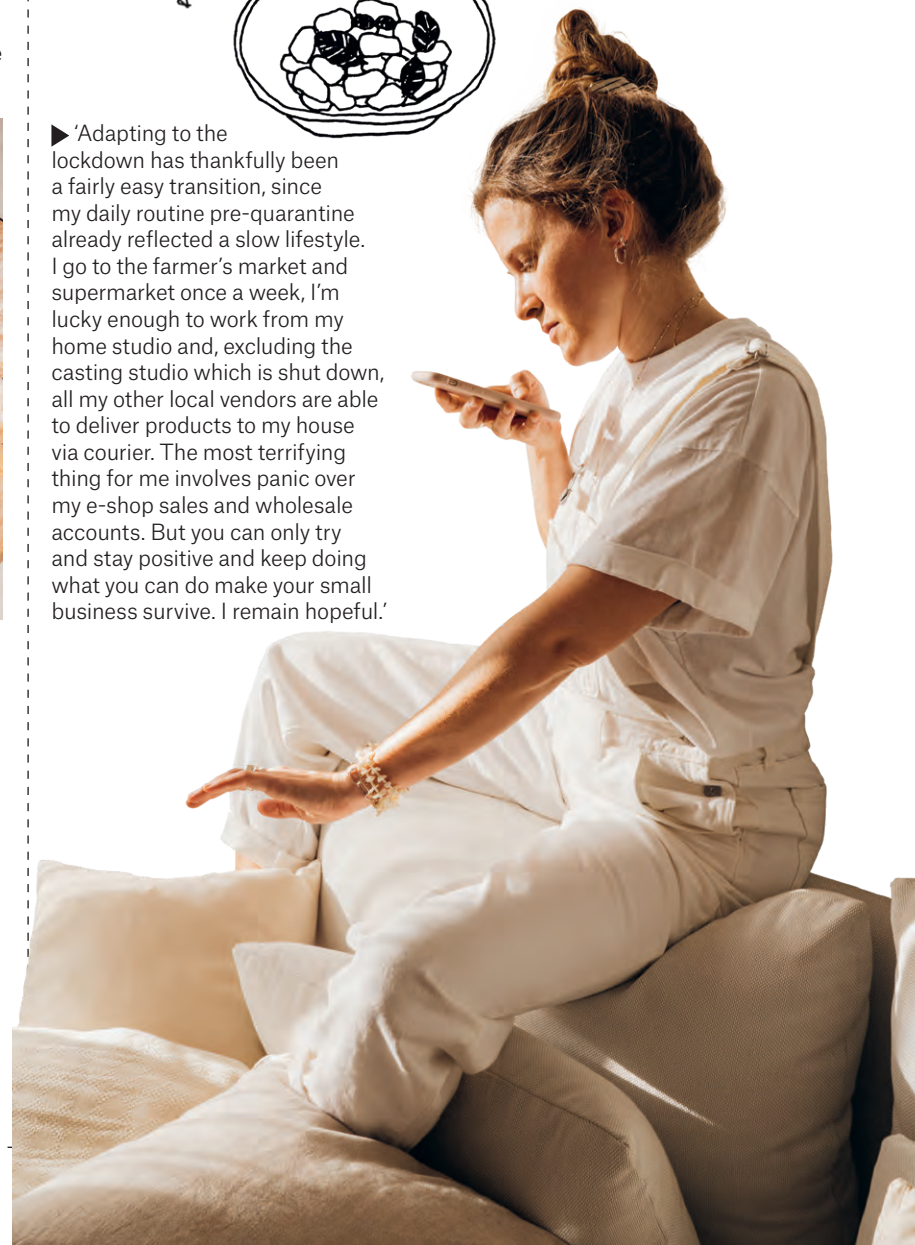 ▶ ‘Adapting to the
lockdown has thankfully been
a fairly easy transition, since
my daily routine pre-quarantine
already reflected a slow lifestyle.
I go to the farmer’s market and
supermarket once a week, I’m
lucky enough to work from my
home studio and, excluding the
casting studio which is shut down,
all my other local vendors are able
to deliver products to my house
via courier. The most terrifying
thing for me involves panic over
my e-shop sales and wholesale
accounts. But you can only try
and stay positive and keep doing
what you can do make your small
business survive. I remain hopeful.’